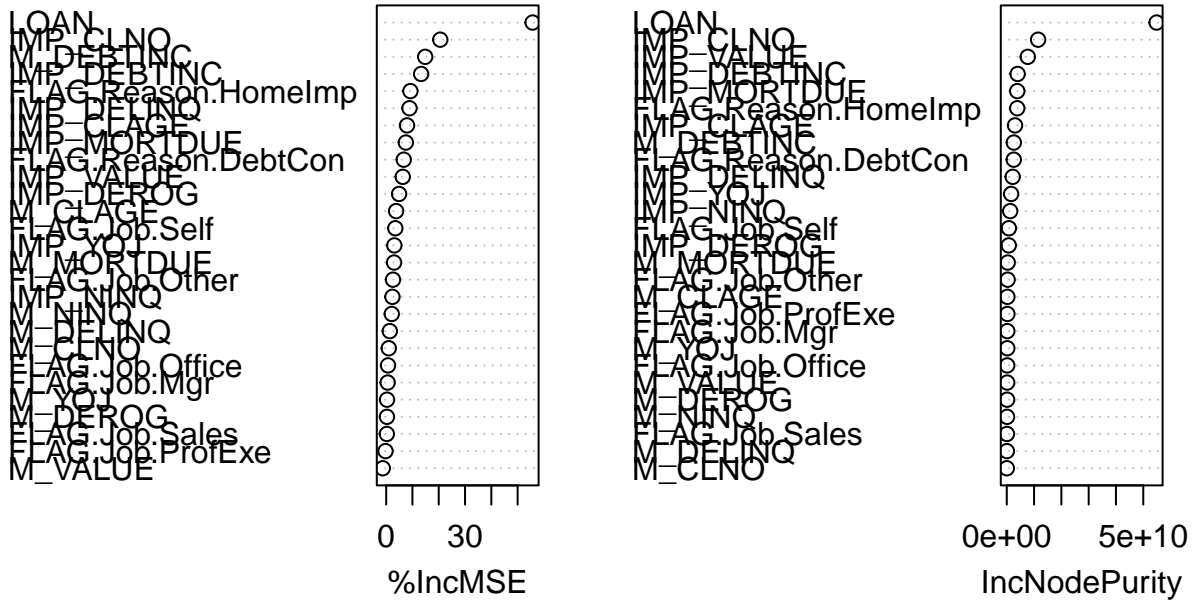 LOAN
IMP_CLNO
M_DEBTINC
IMP_DEBTINC
FLAG.Reason.HomeImp
IMP_DELINQ
IMP_CLAGE
IMP_MORTDUE
FLAG.Reason.DebtCon
IMP_VALUE
IMP_DEROG
M_CLAGE
FLAG.Job.Self
IMP_YOJ
M_MORTDUE
FLAG.Job.Other
IMP_NINQ
M_NINQ
M_DELINQ
M_CLNO
FLAG.Job.Office
FLAG.Job.Mgr
M_YOJ
M_DEROG
FLAG.Job.Sales
FLAG.Job.ProfExe
M_VALUE
0 30
%IncMSE
LOAN
IMP_CLNO
IMP_VALUE
IMP_DEBTINC
IMP_MORTDUE
FLAG.Reason.HomeImp
IMP_CLAGE
M_DEBTINC
FLAG.Reason.DebtCon
IMP_DELINQ
IMP_YOJ
IMP_NINQ
FLAG.Job.Self
IMP_DEROG
M_MORTDUE
FLAG.Job.Other
M_CLAGE
FLAG.Job.ProfExe
FLAG.Job.Mgr
M_YOJ
FLAG.Job.Office
M_VALUE
M_DEROG
M_NINQ
FLAG.Job.Sales
M_DELINQ
M_CLNO
0e+00 5e+10
IncNodePurity